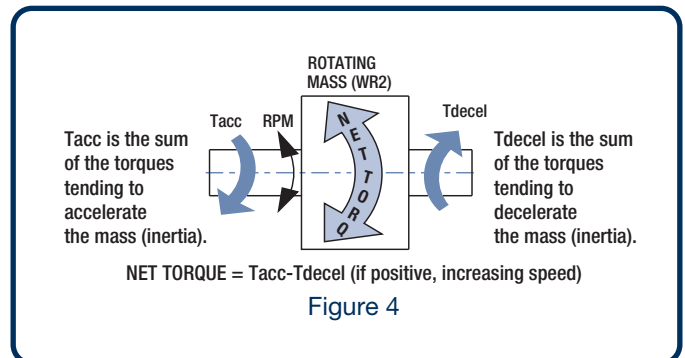 ROTATING
MASS (WR2)
Tacc
RPM
Tdecel
NET TORQ
Tacc is the sum
of the torques
tending to
accelerate
the mass (inertia).
Tdecel is the sum
of the torques
tending to
decelerate
the mass (inertia).
NET TORQUE = Tacc-Tdecel (if positive, increasing speed)
Figure 4